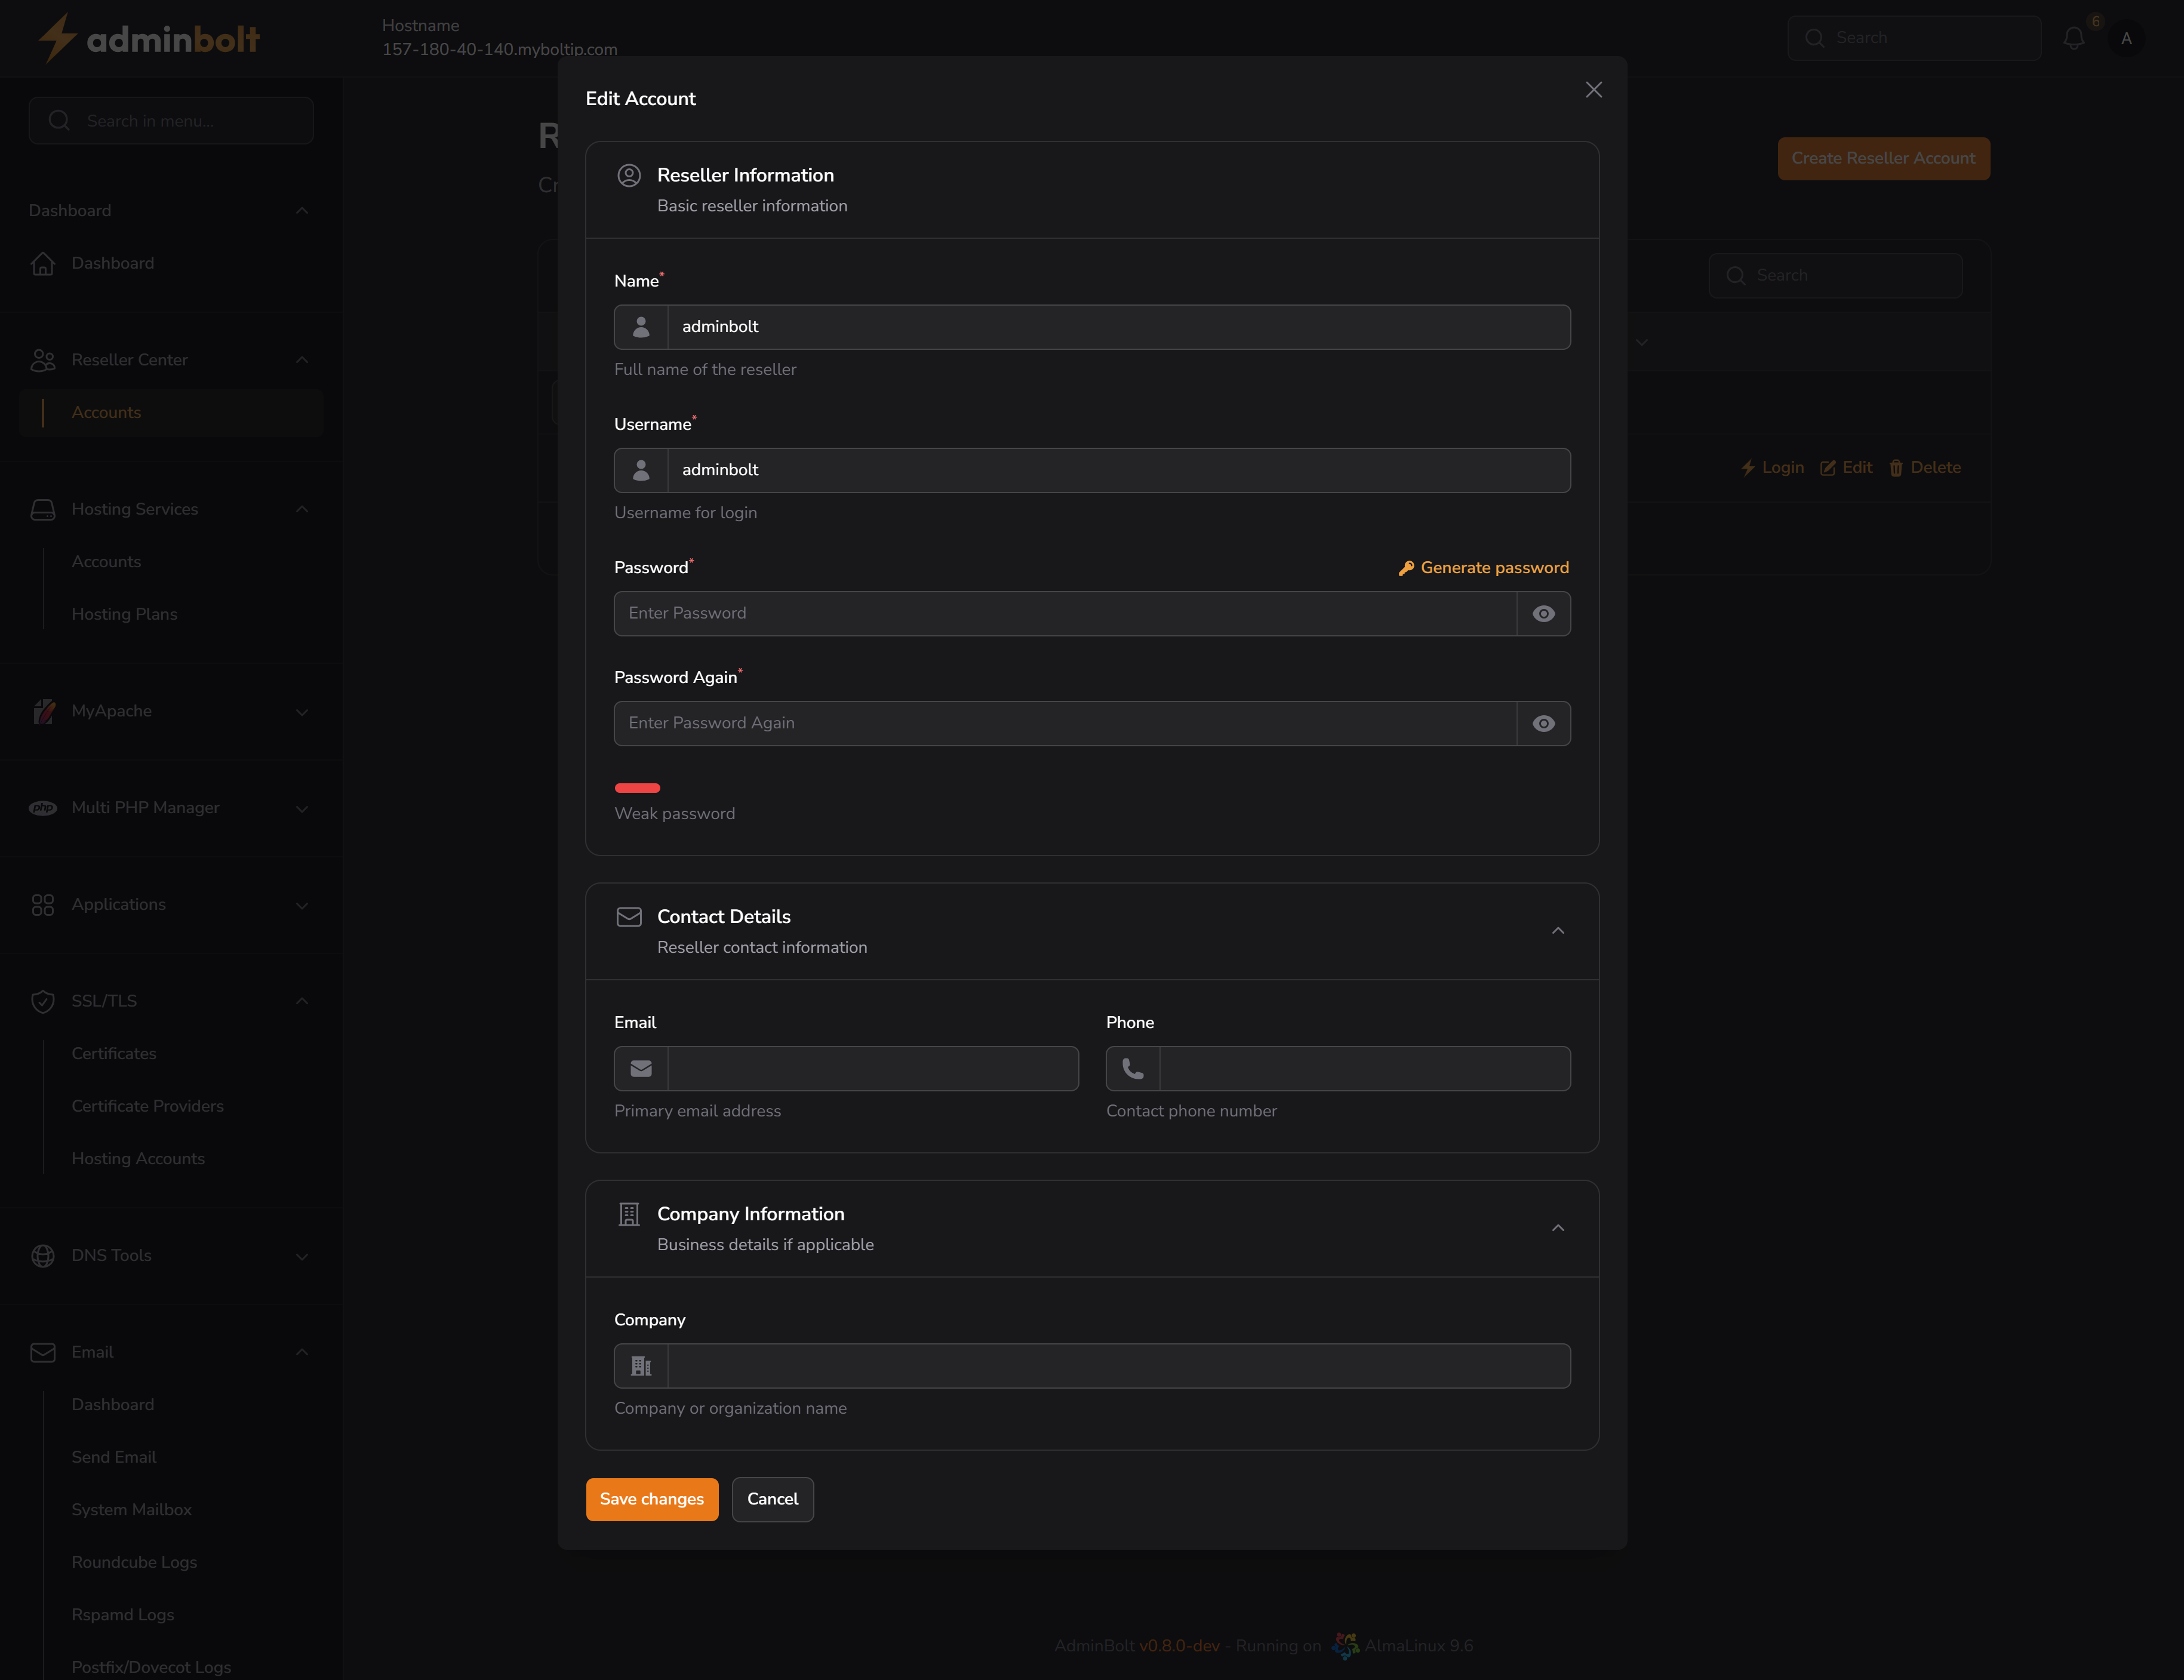 adminbolt
Hostname
157-180-40-140.myboltip.com
Search
6
A
Search in menu...
Dashboard
Dashboard
Reseller Center
Accounts
Hosting Services
Accounts
Hosting Plans
MyApache
php
Multi PHP Manager
Applications
SSL/TLS
Certificates
Certificate Providers
Hosting Accounts
DNS Tools
Email
Dashboard
Send Email
System Mailbox
Roundcube Logs
Rspamd Logs
Postfix/Dovecot Logs
Create Reseller Account
Search
Login Edit Delete
Edit Account
Reseller Information
Basic reseller information
Name*
adminbolt
Full name of the reseller
Username*
adminbolt
Username for login
Password*
Generate password
Enter Password
Password Again*
Enter Password Again
Weak password
Contact Details
Reseller contact information
Email
Primary email address
Phone
Contact phone number
Company Information
Business details if applicable
Company
Company or organization name
Save changes
Cancel
AdminBolt v0.8.0-dev - Running on AlmaLinux 9.6